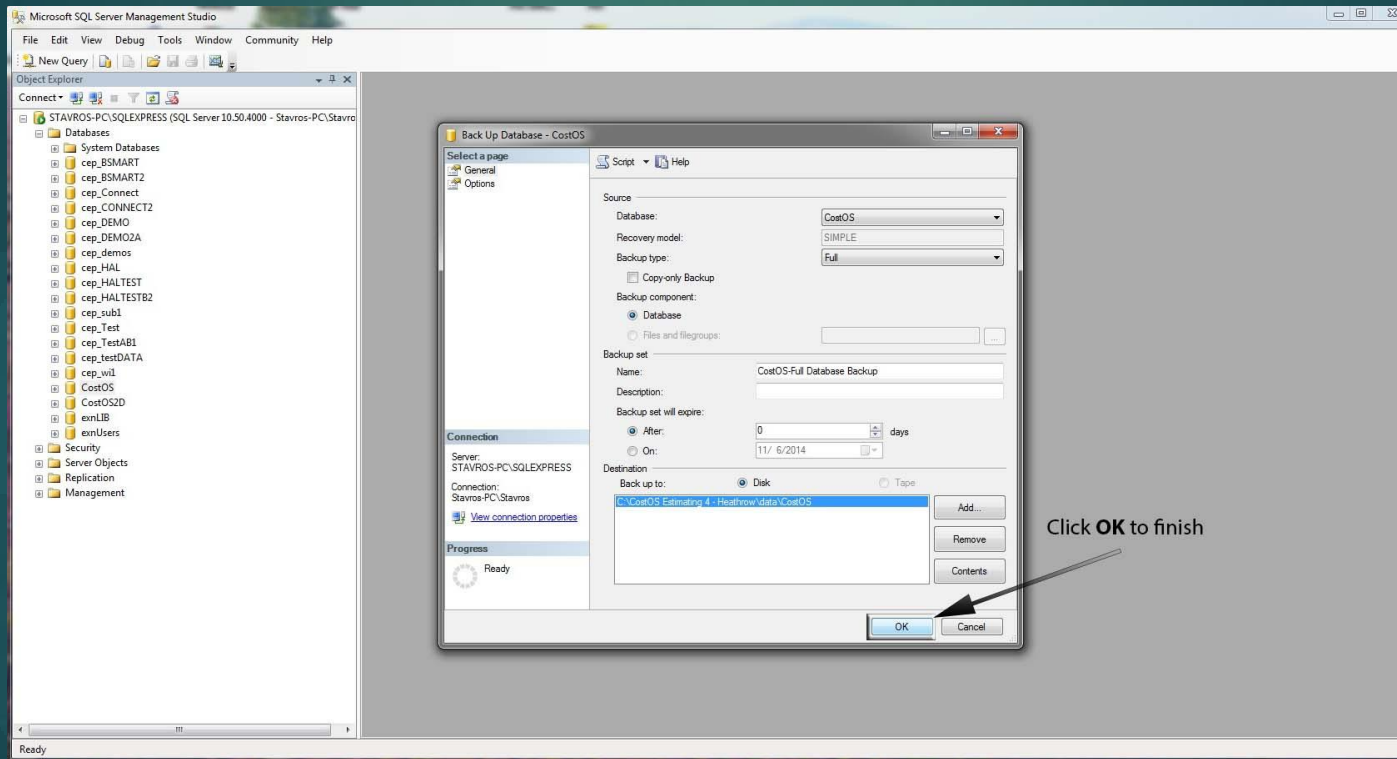 Microsoft SQL Server Management Studio
File Edit View Debug Tools Window Community Help
New Query
Object Explorer
Connect
STAVROS-PC\SQLEXPRESS (SQL Server 10.50.4000 - Stavros-PC\Stavro
Databases
System Databases
cep_BSMART
cep_BSMART2
cep_Connect
cep_CONNECT2
cep_DEMO
cep_DEMO2A
cep_demos
cep_HAL
cep_HALTEST
cep_HALTESTB2
cep_sub1
cep_Test
cep_TestAB1
cep_testDATA
cep_wi1
CostOS
CostOS2D
exnLIB
exnUsers
Security
Server Objects
Replication
Management
Back Up Database - CostOS
Select a page
General
Options
Script Help
Source
Database: CostOS
Recovery model: SIMPLE
Backup type: Full
Copy-only Backup
Backup component:
Database
Files and filegroups: ...
Backup set
Name: CostOS-Full Database Backup
Description:
Backup set will expire:
After: 0 days
On: 11/ 6/2014
Destination
Back up to: Disk Tape
C:\CostOS Estimating 4 - Heathrow\data\CostOS
Add...
Remove
Contents
Connection
Server:
STAVROS-PC\SQLEXPRESS
Connection:
Stavros-PC\Stavros
View connection properties
Progress
Ready
OK Cancel
Click OK to finish
Ready